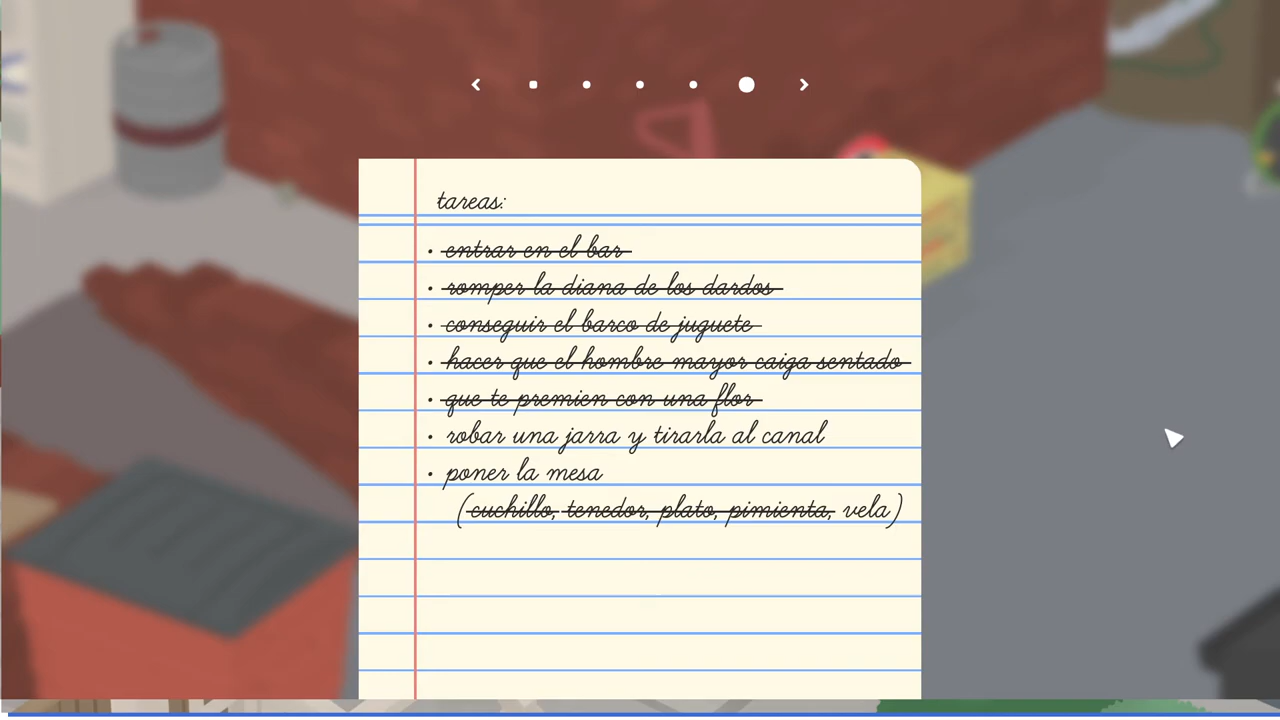 tareas:
• entrar en el bar
• romper la diana de los dardos
• conseguir el barco de juguete
• hacer que el hombre mayor caiga sentado
• que te premien con una flor
• robar una jarra y tirarla al canal
• poner la mesa
(cuchillo, tenedor, plato, pimienta, vela)